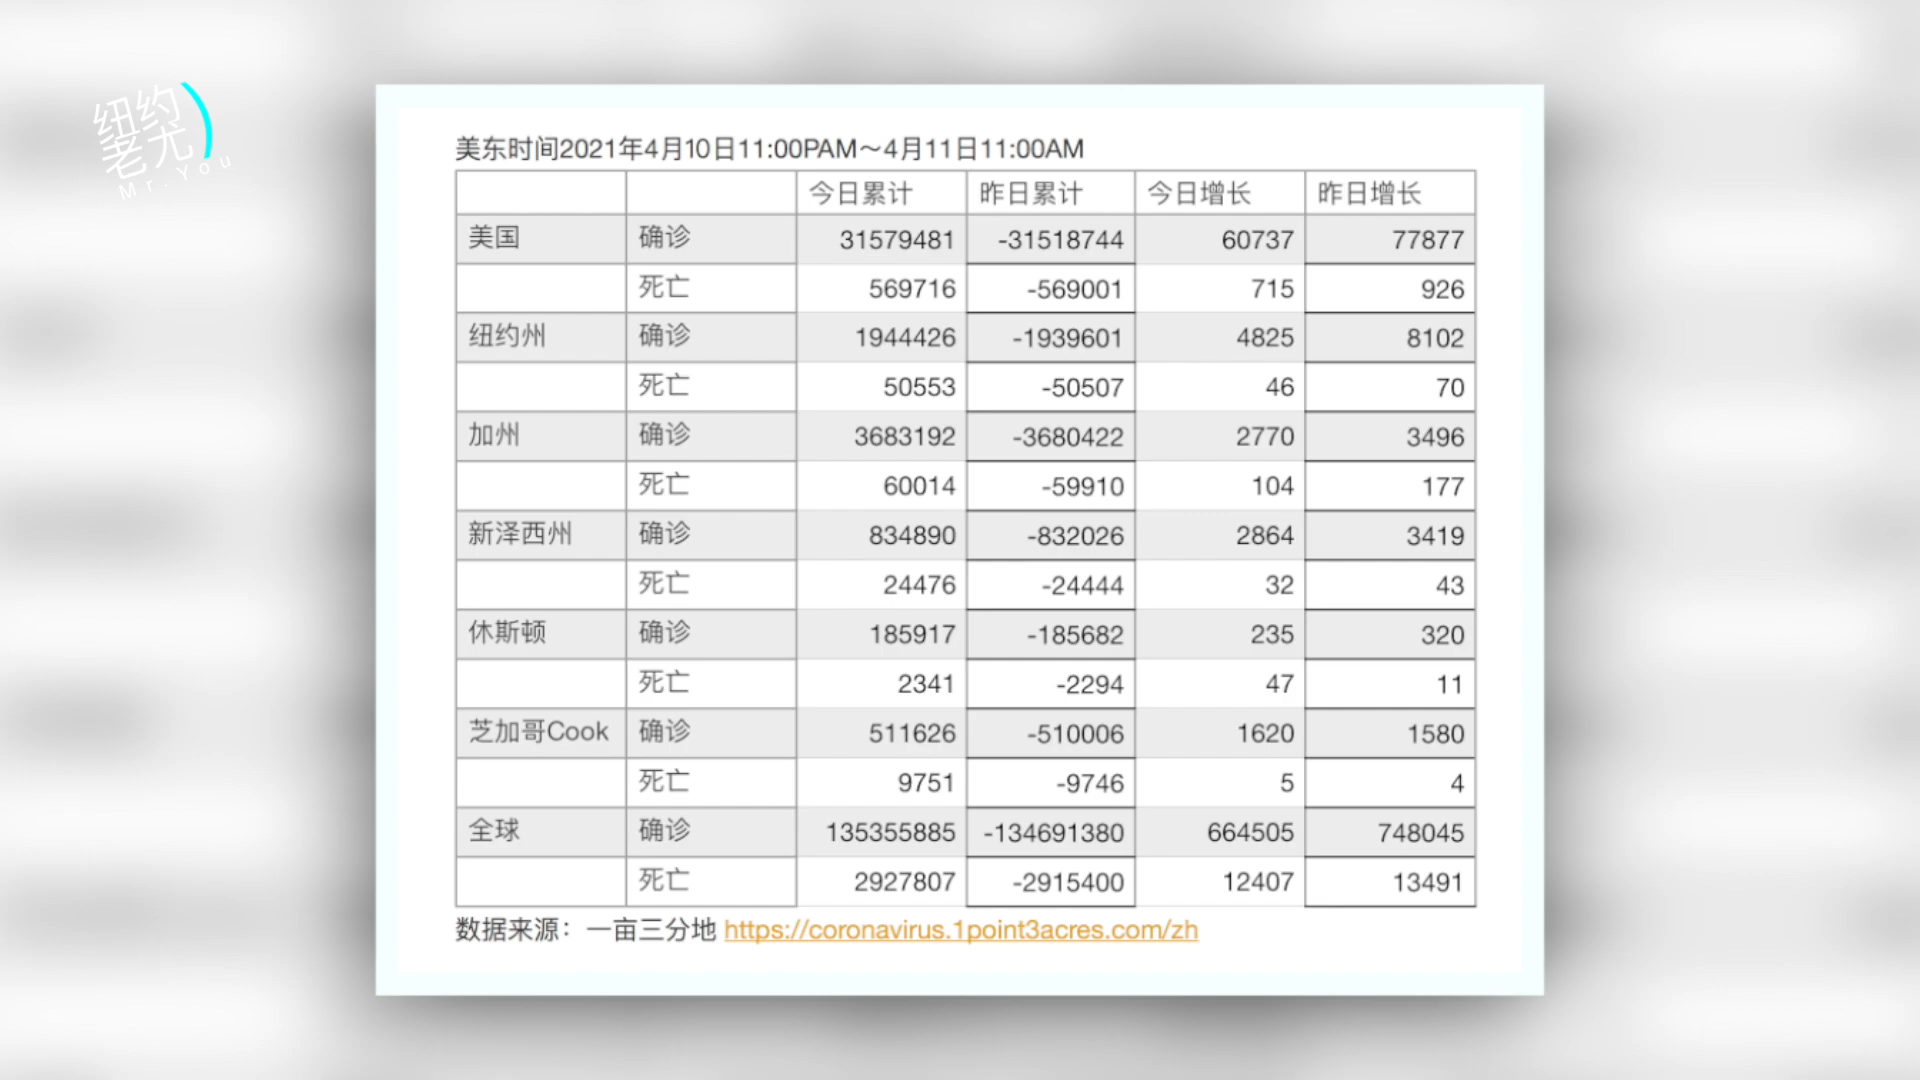 纽约
老尤
Mr.You
美东时间2021年4月10日11:00PAM～4月11日11:00AM
今日累计 昨日累计 今日增长 昨日增长
美国 确诊 31579481 -31518744 60737 77877
死亡 569716 -569001 715 926
纽约州 确诊 1944426 -1939601 4825 8102
死亡 50553 -50507 46 70
加州 确诊 3683192 -3680422 2770 3496
死亡 60014 -59910 104 177
新泽西州 确诊 834890 -832026 2864 3419
死亡 24476 -24444 32 43
休斯顿 确诊 185917 -185682 235 320
死亡 2341 -2294 47 11
芝加哥Cook 确诊 511626 -510006 1620 1580
死亡 9751 -9746 5 4
全球 确诊 135355885 -134691380 664505 748045
死亡 2927807 -2915400 12407 13491
数据来源：一亩三分地 https://coronavirus.1point3acres.com/zh